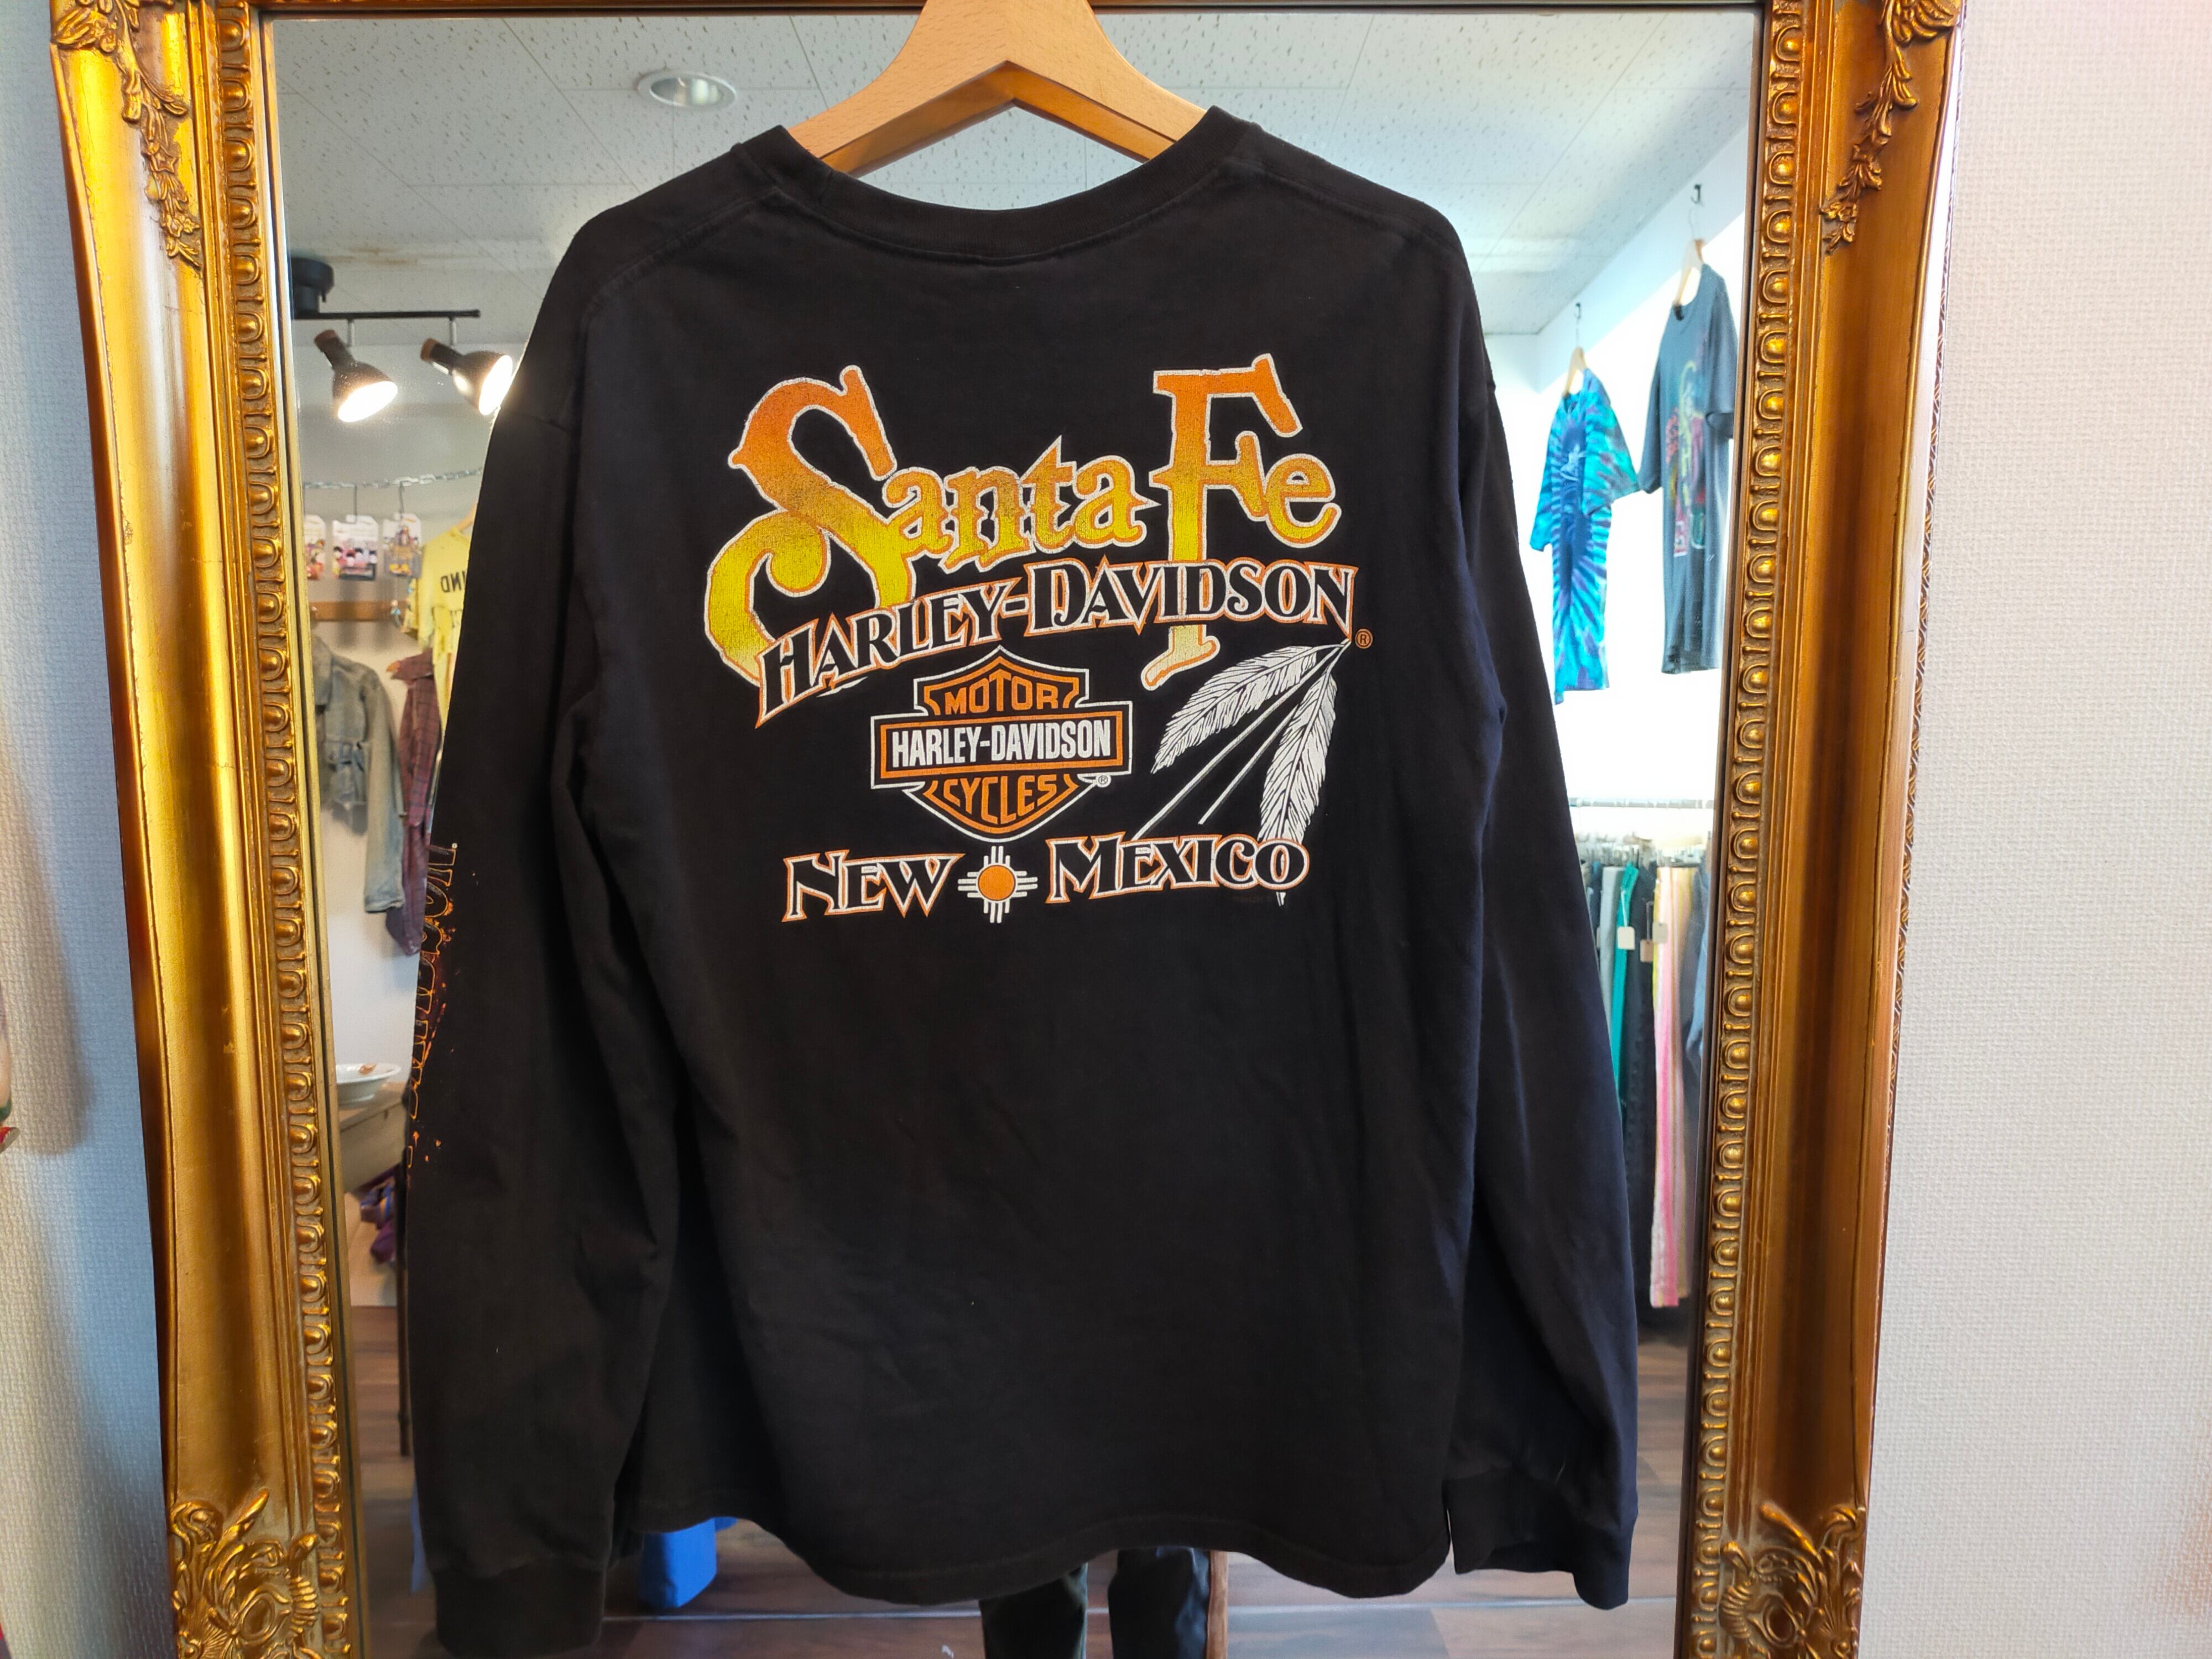 Santa Fe
HARLEY-DAVIDSON
®
MOTOR
HARLEY-DAVIDSON
CYCLES
®
NEW MEXICO